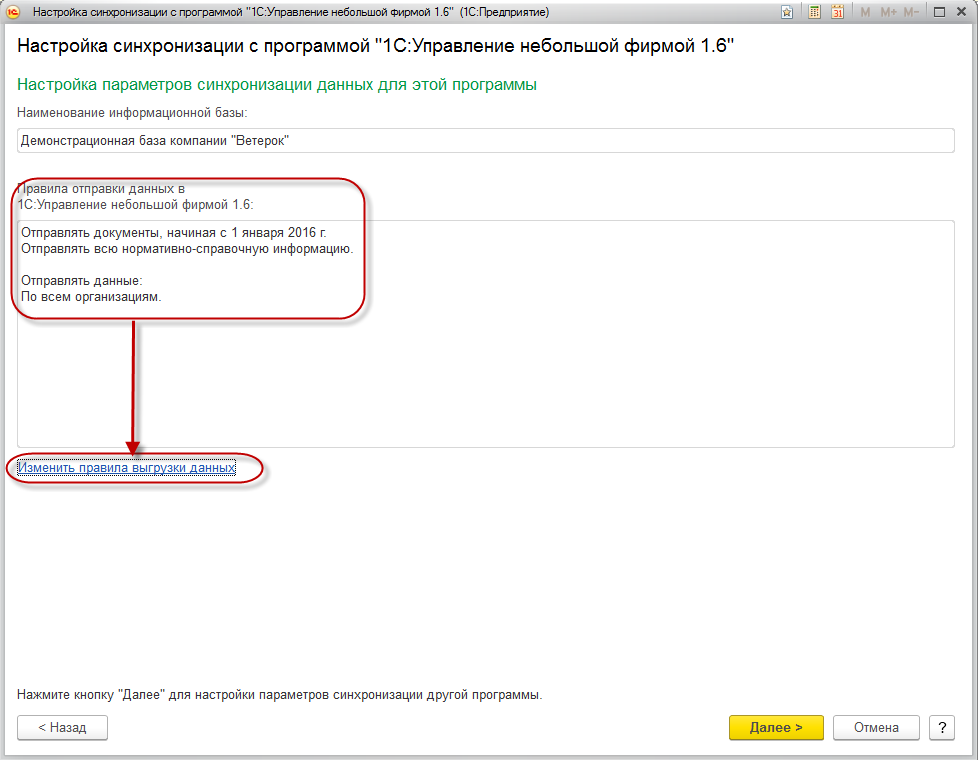 Настройка синхронизации с программой "1С:Управление небольшой фирмой 1.6" (1С:Предприятие)
31 M M+ M-
Настройка синхронизации с программой "1С:Управление небольшой фирмой 1.6"
Настройка параметров синхронизации данных для этой программы
Наименование информационной базы:
Демонстрационная база компании "Ветерок"
Правила отправки данных в
1С:Управление небольшой фирмой 1.6:
Отправлять документы, начиная с 1 января 2016 г.
Отправлять всю нормативно-справочную информацию.
Отправлять данные:
По всем организациям.
Изменить правила выгрузки данных
Нажмите кнопку "Далее" для настройки параметров синхронизации другой программы.
< Назад Далее > Отмена ?